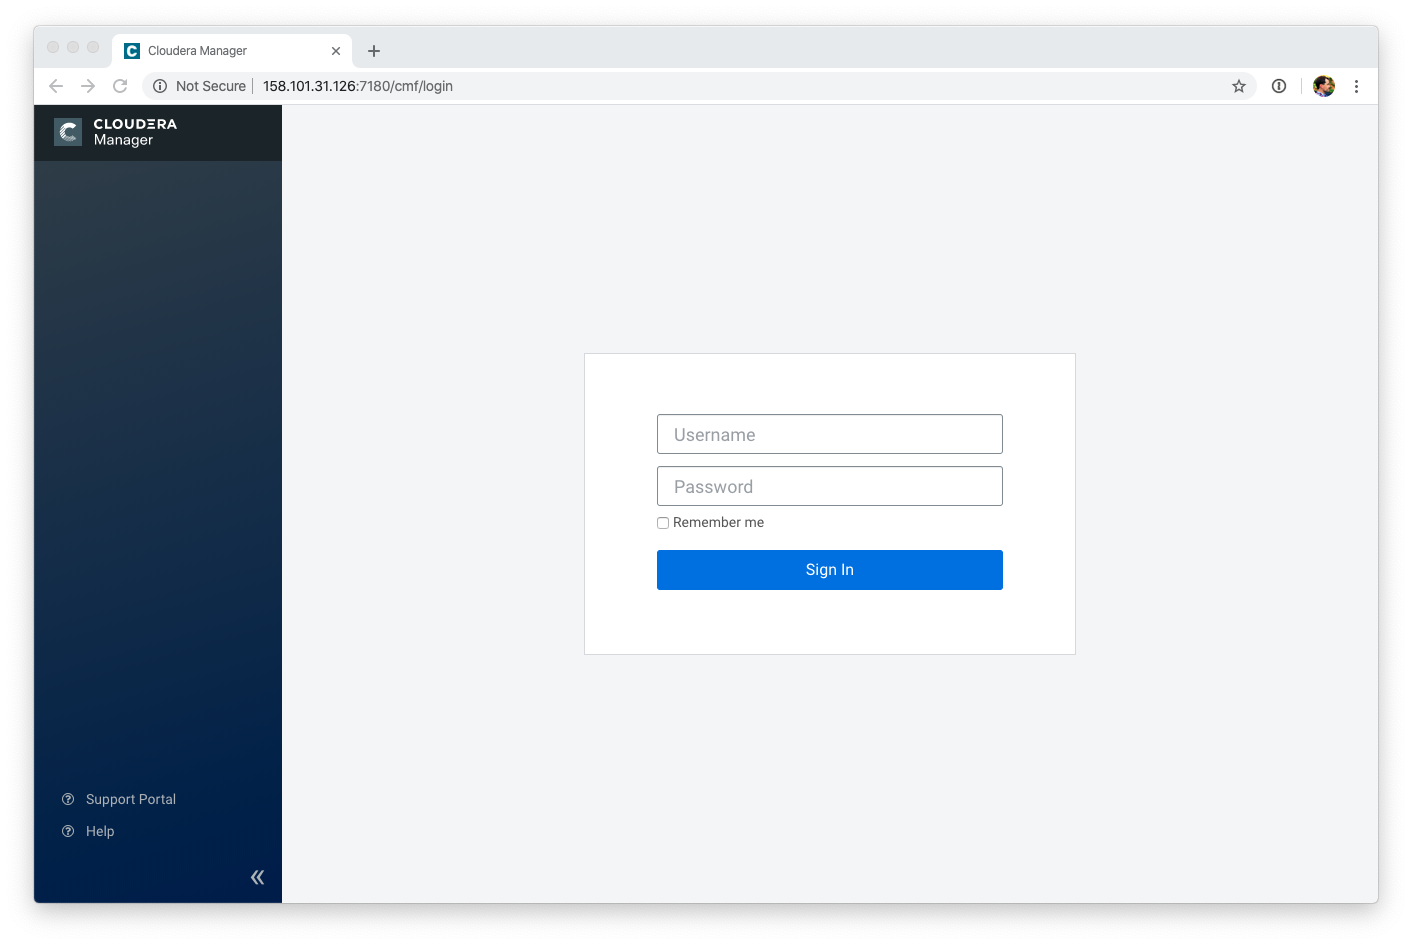 Cloudera Manager
Not Secure
158.101.31.126:7180/cmf/login
CLOUDERA
Manager
Username
Password
Remember me
Sign In
Support Portal
Help